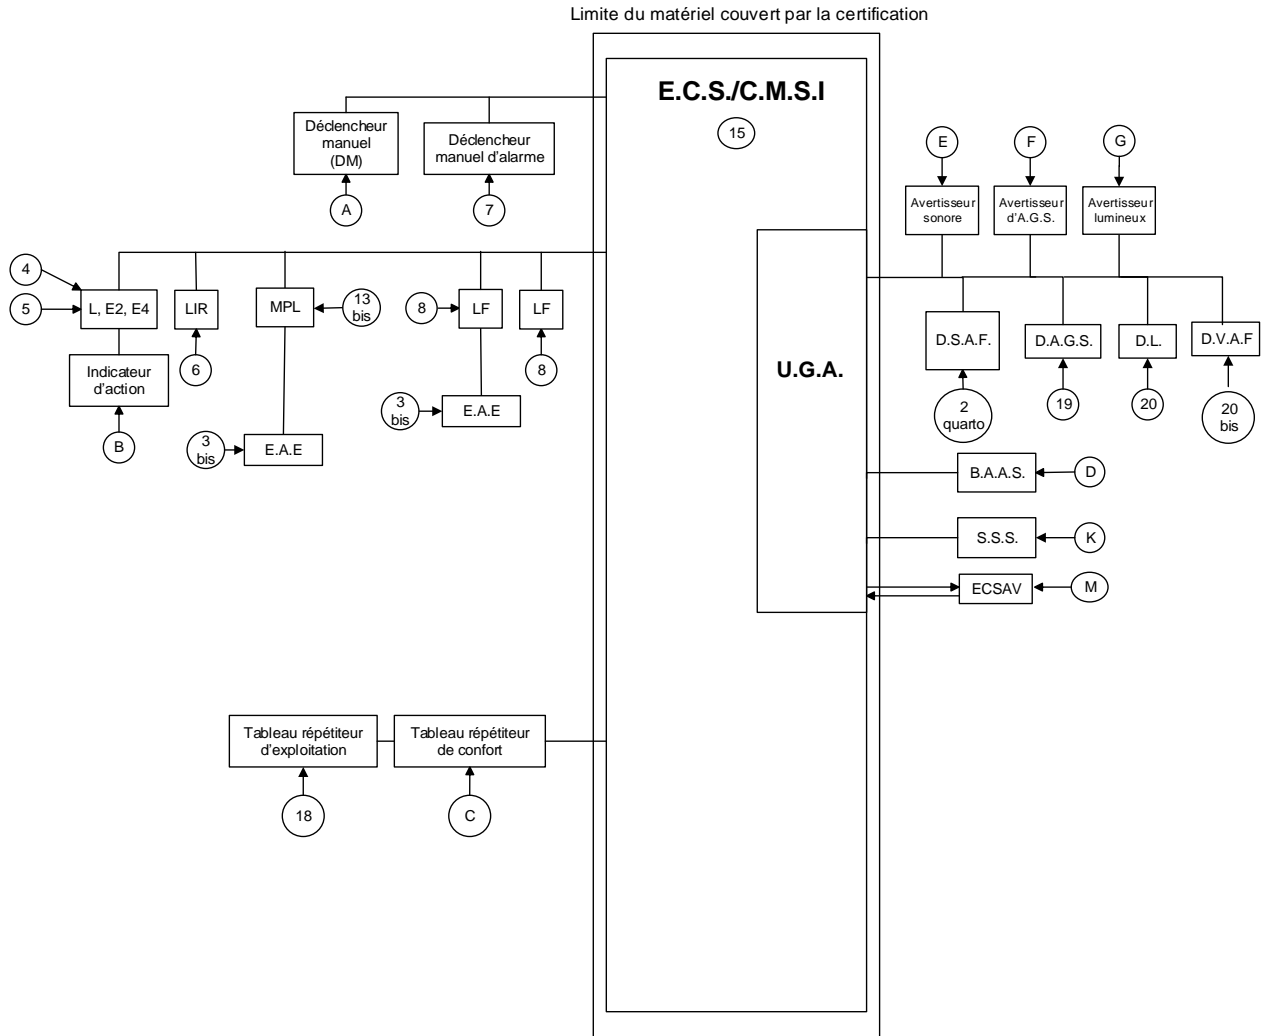 Limite du matériel couvert par la certification
E.C.S./C.M.S.I
15
Déclencheur
manuel
(DM)
Déclencheur
manuel d'alarme
A
7
E
F
G
Avertisseur
sonore
Avertisseur
d'A.G.S.
Avertisseur
lumineux
4
5
L, E2, E4
LIR
MPL
13
bis
8
LF
LF
Indicateur
d'action
6
8
B
3
bis
E.A.E
3
bis
E.A.E
U.G.A.
D.S.A.F.
D.A.G.S.
D.L.
D.V.A.F
2
quarto
19
20
20
bis
B.A.A.S.
D
S.S.S.
K
ECSAV
M
Tableau répétiteur
d'exploitation
Tableau répétiteur
de confort
18
C